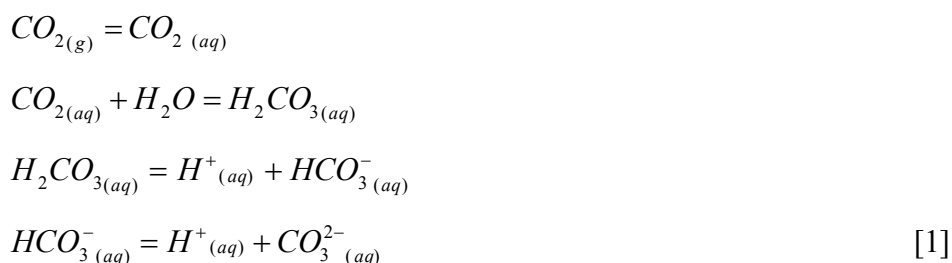 CO₂(g) = CO₂ (aq)
CO₂(aq) + H₂O = H₂CO₃(aq)
H₂CO₃(aq) = H⁺(aq) + HCO₃⁻(aq)
HCO₃⁻(aq) = H⁺(aq) + CO₃²⁻(aq) [1]